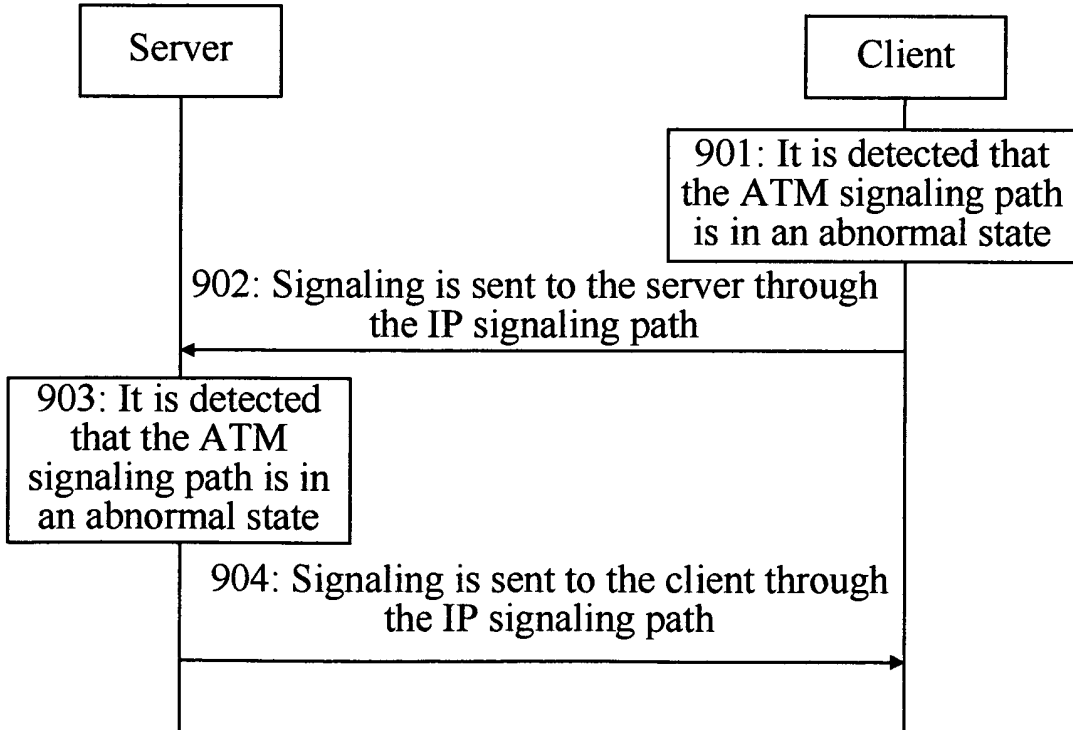 Server
Client
901: It is detected that
the ATM signaling path
is in an abnormal state
902: Signaling is sent to the server through
the IP signaling path
903: It is detected
that the ATM
signaling path is in
an abnormal state
904: Signaling is sent to the client through
the IP signaling path